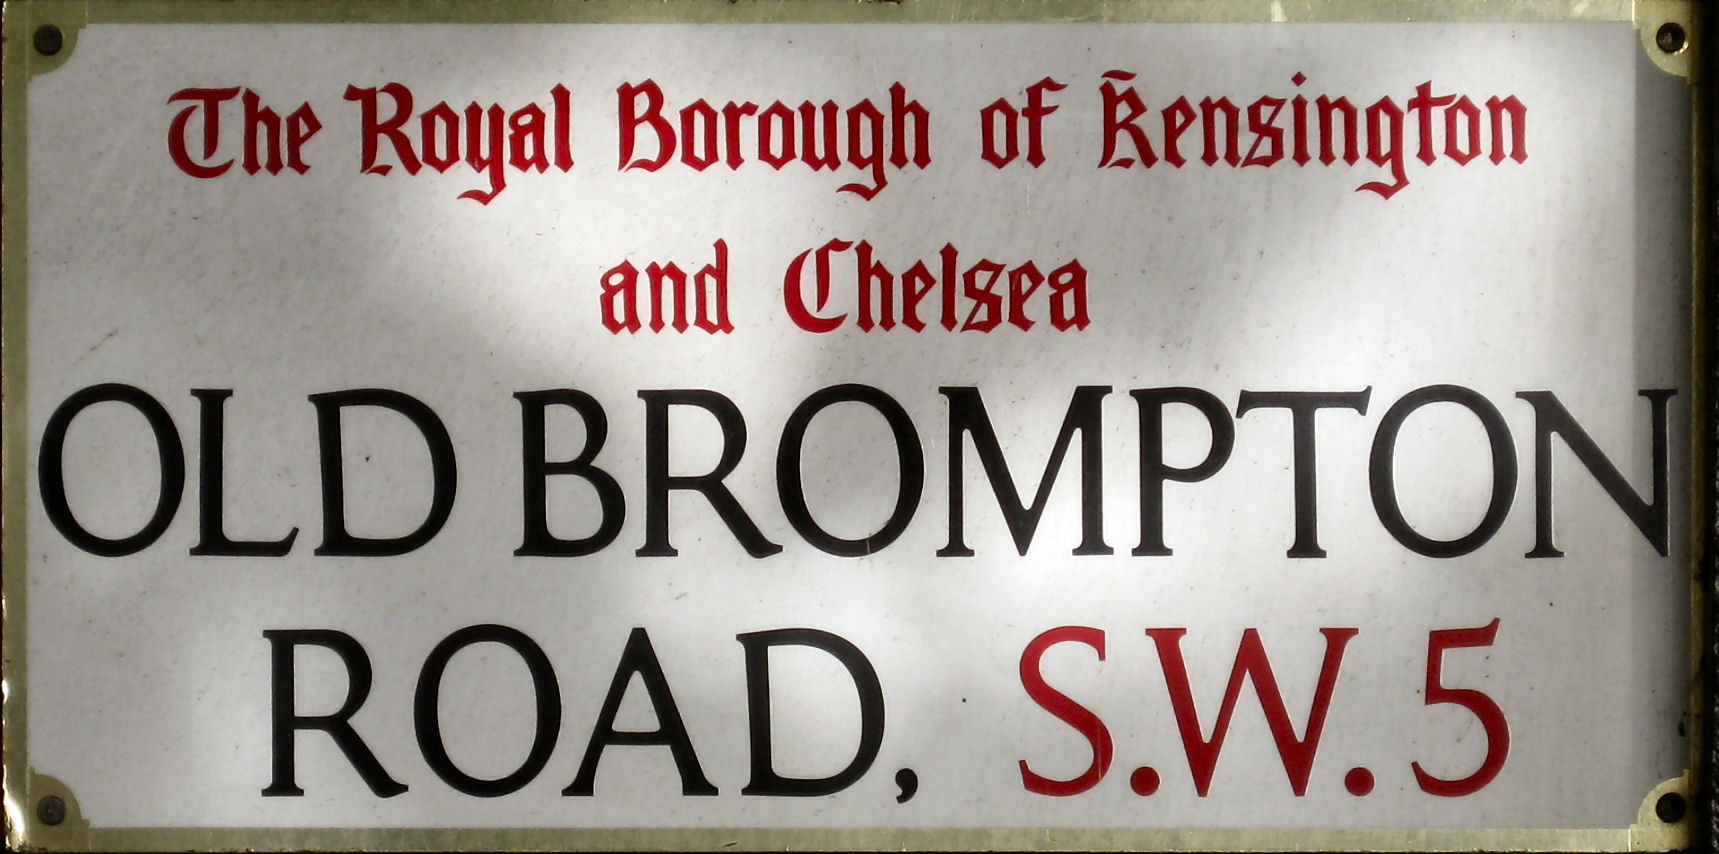 The Royal Borough of Kensington
and Chelsea
OLD BROMPTON
ROAD, S.W.5